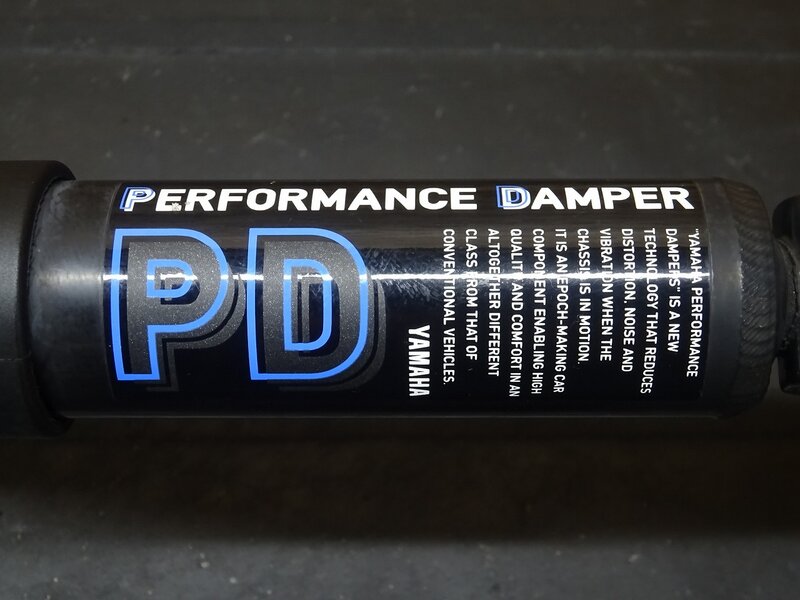 PERFORMANCE DAMPER
PD
"YAMAHA PERFORMANCE
DAMPERS" IS A NEW
TECHNOLOGY THAT REDUCES
DISTORTION, NOISE AND
VIBRATION WHEN THE
CHASSIS IS IN MOTION.
IT IS AN EPOCH-MAKING CAR
COMPONENT ENABLING HIGH
QUALITY AND COMFORT IN AN
ALTOGETHER DIFFERENT
CLASS FROM THAT OF
CONVENTIONAL VEHICLES.
YAMAHA